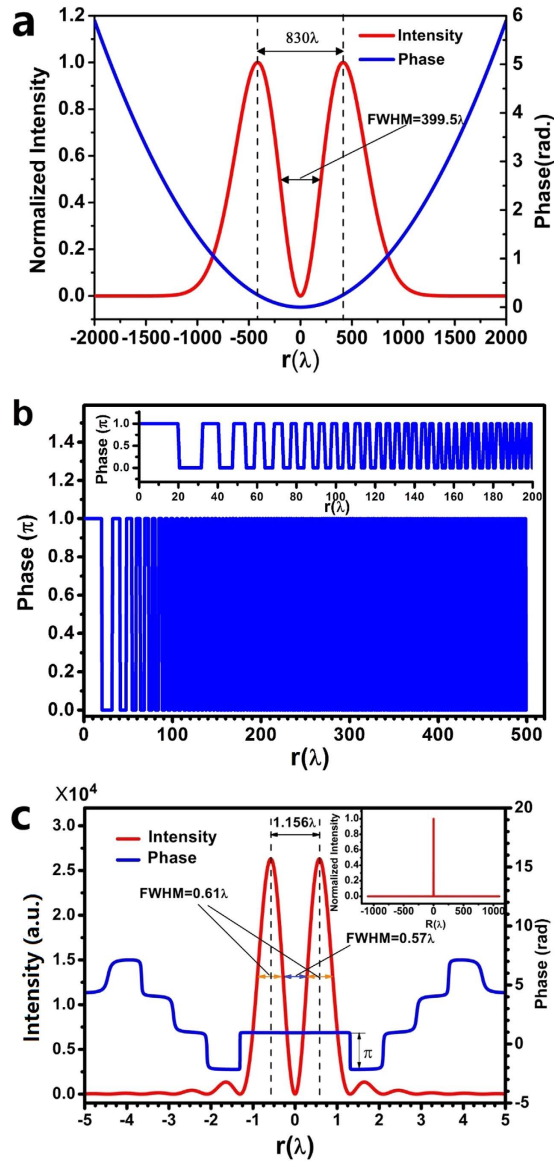 a
1.2
1.0
0.8
0.6
0.4
0.2
0.0
Normalized Intensity
830λ
Intensity
Phase
FWHM=399.5λ
6
5
4
3
2
1
0
Phase(rad.)
-2000 -1500 -1000 -500 0 500 1000 1500 2000
r(λ)
b
1.4
1.2
1.0
0.8
0.6
0.4
0.2
0.0
Phase (π)
1.0
0.5
0.0
Phase (π)
0 20 40 60 80 100 120 140 160 180 200
r(λ)
0 100 200 300 400 500
r(λ)
c
X10⁴
3.0
2.5
2.0
1.5
1.0
0.5
0.0
Intensity (a.u.)
Intensity
Phase
1.156λ
FWHM=0.61λ
FWHM=0.57λ
π
Normalized Intensity
1.0
0.8
0.6
0.4
0.2
0.0
-1000 -500 0 500 1000
R(λ)
20
15
10
5
0
-5
Phase (rad)
-5 -4 -3 -2 -1 0 1 2 3 4 5
r(λ)